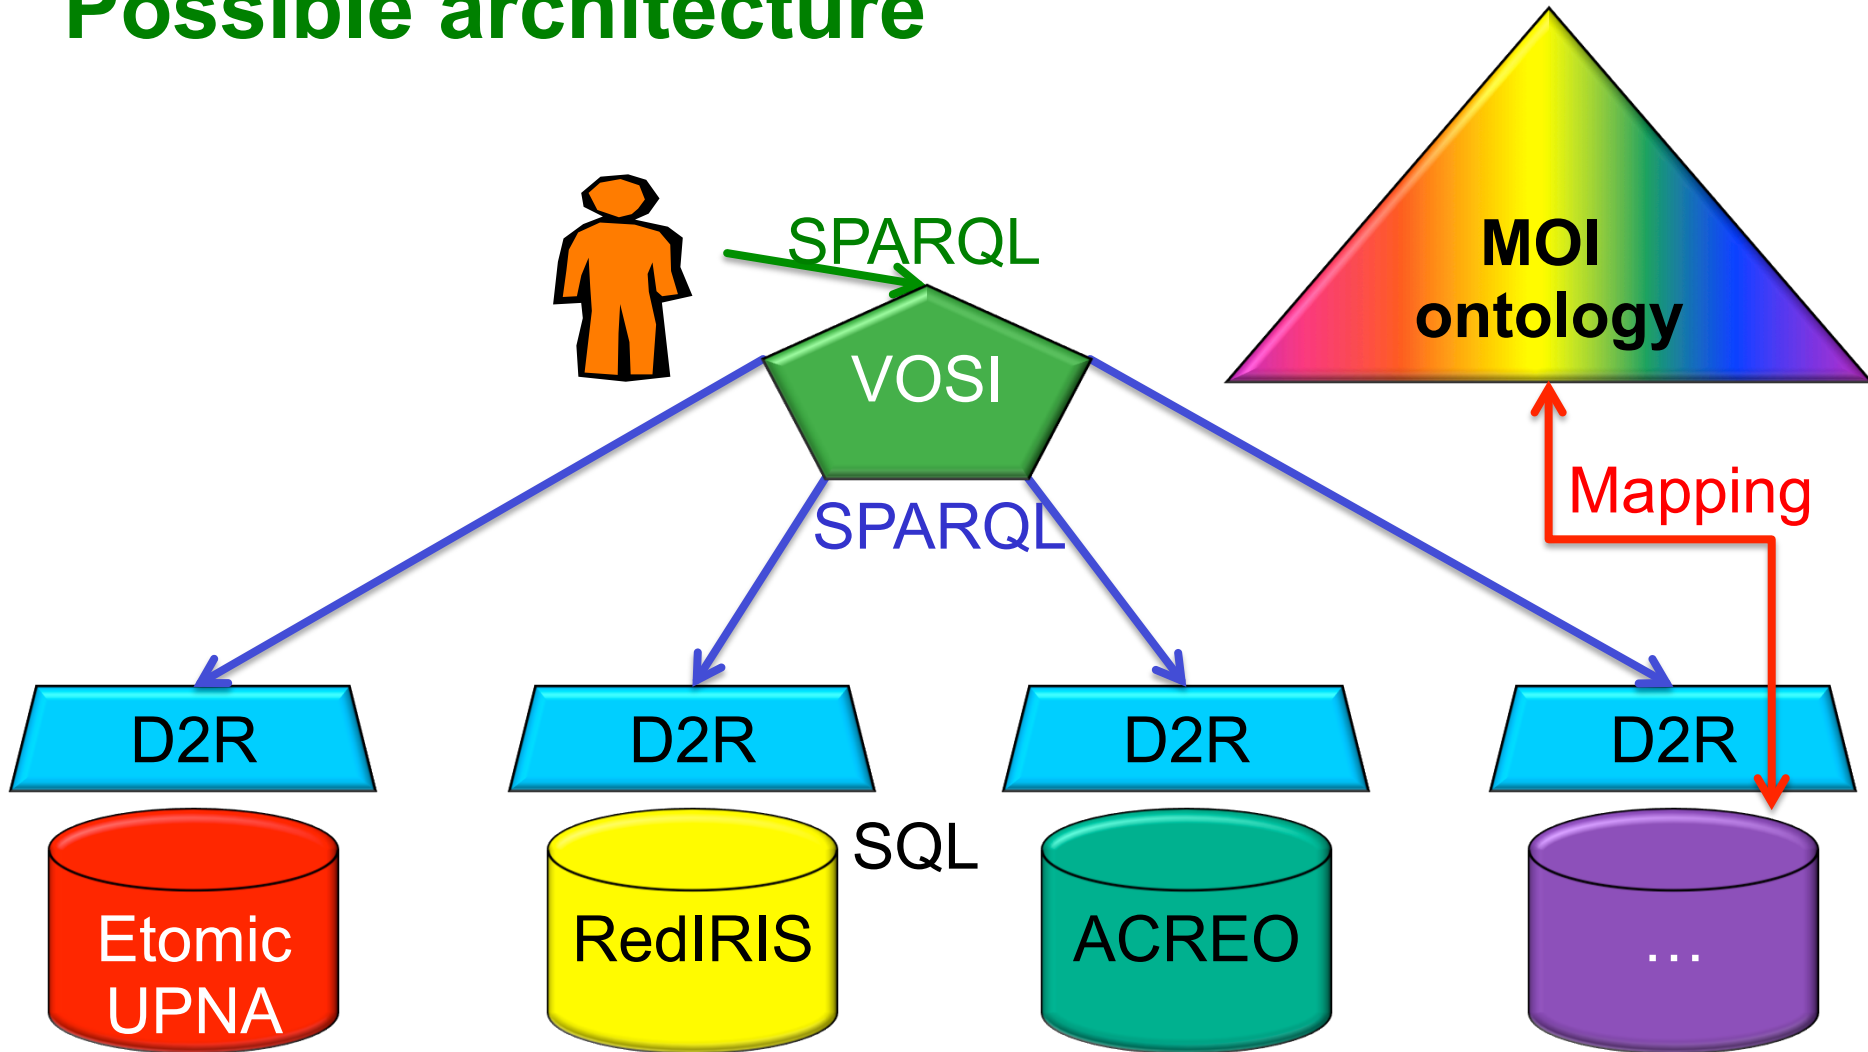 Possible architecture
SPARQL
MOI
ontology
VOSI
Mapping
SPARQL
D2R
D2R
D2R
D2R
SQL
Etomic
UPNA
RedIRIS
ACREO
…